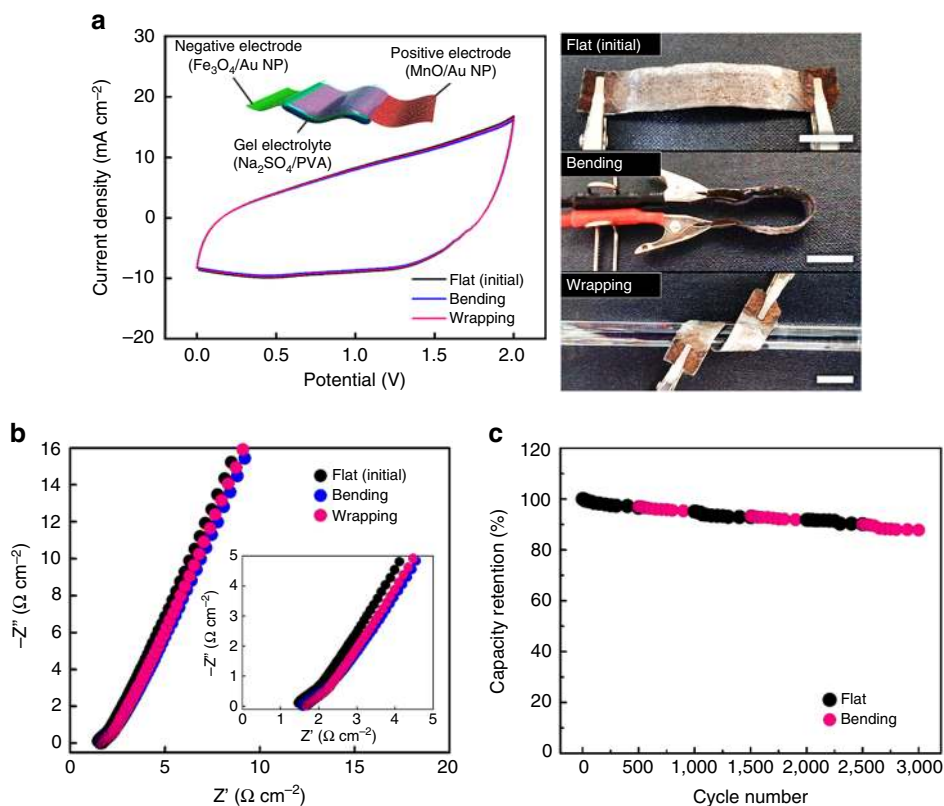 a
30
20
10
0
−10
−20
0.0
0.5
1.0
1.5
2.0
Current density (mA cm−2)
Potential (V)
Negative electrode
(Fe3O4/Au NP)
Positive electrode
(MnO/Au NP)
Gel electrolyte
(Na2SO4/PVA)
Flat (initial)
Bending
Wrapping
Flat (initial)
Bending
Wrapping
b
16
14
12
10
8
6
4
2
0
0
5
10
15
20
−Z″ (Ω cm−2)
Z′ (Ω cm−2)
Flat (initial)
Bending
Wrapping
5
4
3
2
1
0
0
1
2
3
4
5
−Z″ (Ω cm−2)
Z′ (Ω cm−2)
c
120
100
80
60
40
20
0
0
500
1,000
1,500
2,000
2,500
3,000
Capacity retention (%)
Cycle number
Flat
Bending